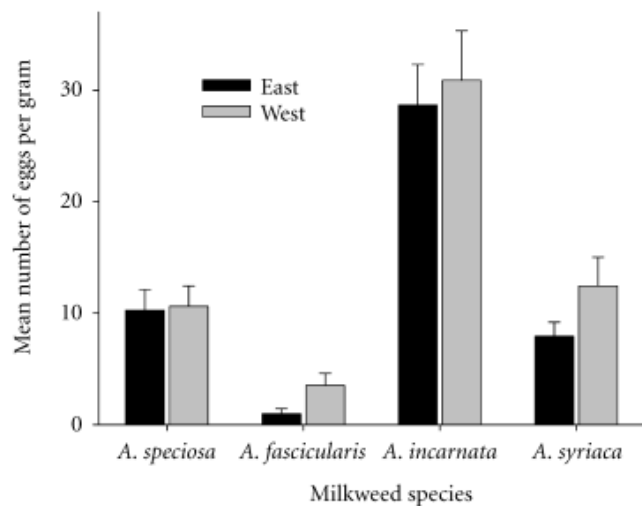 Mean number of eggs per gram
30
20
10
0
East
West
A. speciosa
A. fascicularis
A. incarnata
A. syriaca
Milkweed species